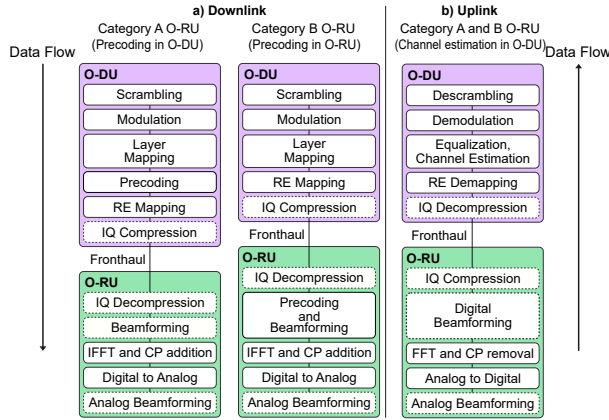 a) Downlink
b) Uplink
Category A O-RU
(Precoding in O-DU)
Category B O-RU
(Precoding in O-RU)
Category A and B O-RU
(Channel estimation in O-DU)
Data Flow
Data Flow
O-DU
Scrambling
Modulation
Layer
Mapping
Precoding
RE Mapping
IQ Compression
Fronthaul
O-RU
IQ Decompression
Beamforming
IFFT and CP addition
Digital to Analog
Analog Beamforming
O-DU
Scrambling
Modulation
Layer
Mapping
RE Mapping
IQ Compression
Fronthaul
O-RU
IQ Decompression
Precoding
and
Beamforming
IFFT and CP addition
Digital to Analog
Analog Beamforming
O-DU
Descrambling
Demodulation
Equalization,
Channel Estimation
RE Demapping
IQ Decompression
Fronthaul
O-RU
IQ Compression
Digital
Beamforming
FFT and CP removal
Analog to Digital
Analog Beamforming